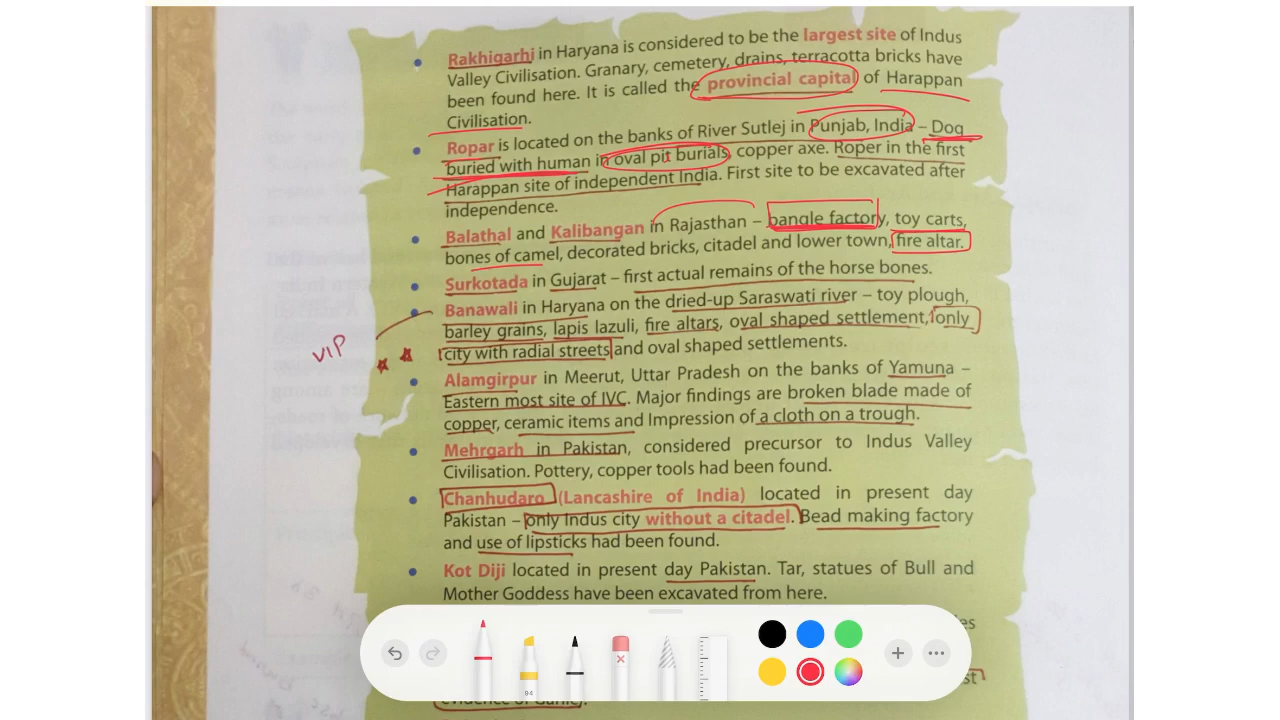 Rakhigarhi in Haryana is considered to be the largest site of Indus
Valley Civilisation. Granary, cemetery, drains, terracotta bricks have
been found here. It is called the provincial capital of Harappan
Civilisation.
Ropar is located on the banks of River Sutlej in Punjab, India – Dog
buried with human in oval pit burials, copper axe. Roper in the first
Harappan site of independent India. First site to be excavated after
independence.
Balathal and Kalibangan in Rajasthan – bangle factory, toy carts,
bones of camel, decorated bricks, citadel and lower town, fire altar.
Surkotada in Gujarat – first actual remains of the horse bones.
Banawali in Haryana on the dried-up Saraswati river – toy plough,
barley grains, lapis lazuli, fire altars, oval shaped settlement, only
VIP
city with radial streets and oval shaped settlements.
Alamgirpur in Meerut, Uttar Pradesh on the banks of Yamuna –
Eastern most site of IVC. Major findings are broken blade made of
copper, ceramic items and Impression of a cloth on a trough.
Mehrgarh in Pakistan, considered precursor to Indus Valley
Civilisation. Pottery, copper tools had been found.
Chanhudaro (Lancashire of India) located in present day
Pakistan – only Indus city without a citadel. Bead making factory
and use of lipsticks had been found.
Kot Diji located in present day Pakistan. Tar, statues of Bull and
Mother Goddess have been excavated from here.